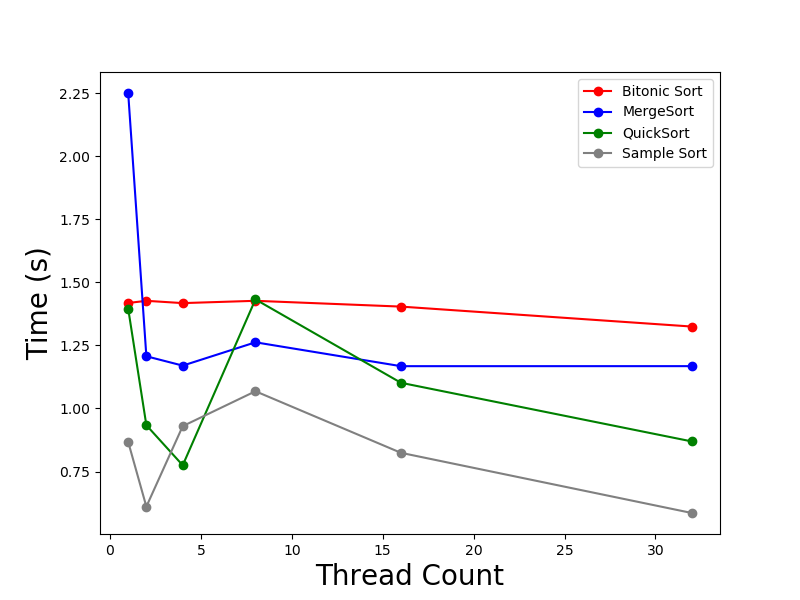 Bitonic Sort
MergeSort
QuickSort
Sample Sort
Time (s)
2.25
2.00
1.75
1.50
1.25
1.00
0.75
0 5 10 15 20 25 30
Thread Count